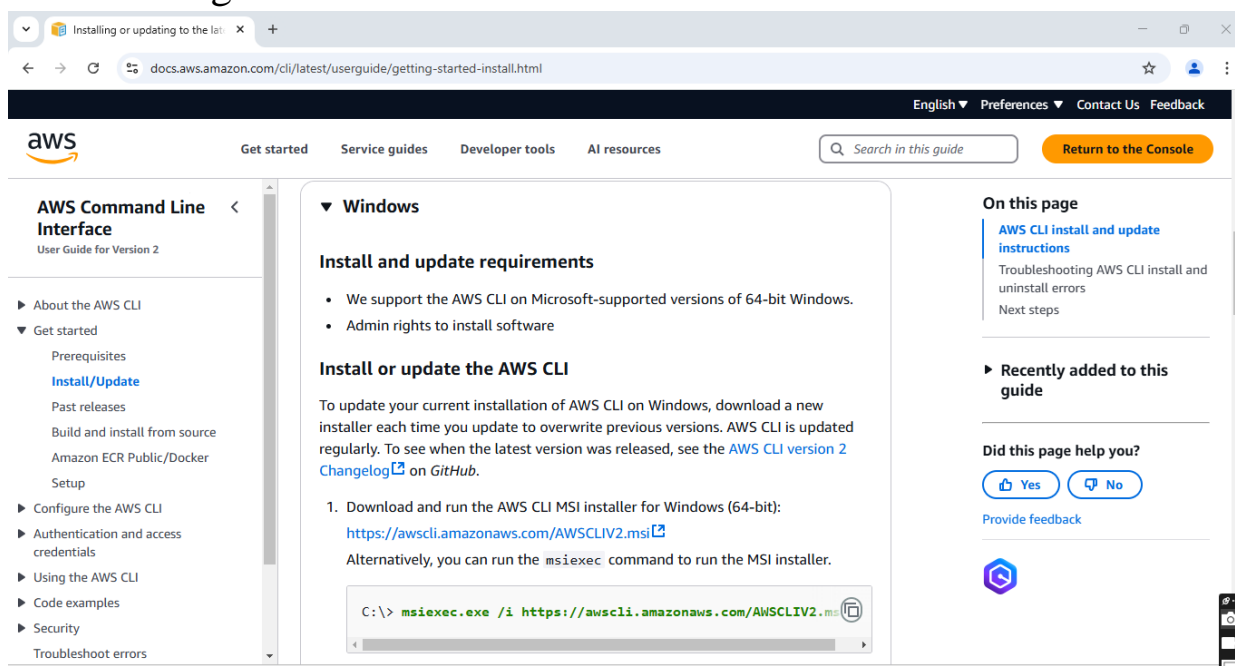 g
Installing or updating to the lat
docs.aws.amazon.com/cli/latest/userguide/getting-started-install.html
English ▼ Preferences ▼ Contact Us Feedback
aws
Get started Service guides Developer tools AI resources
Search in this guide
Return to the Console
AWS Command Line
Interface
User Guide for Version 2
About the AWS CLI
Get started
Prerequisites
Install/Update
Past releases
Build and install from source
Amazon ECR Public/Docker
Setup
Configure the AWS CLI
Authentication and access
credentials
Using the AWS CLI
Code examples
Security
Troubleshoot errors
Windows
Install and update requirements
• We support the AWS CLI on Microsoft-supported versions of 64-bit Windows.
• Admin rights to install software
Install or update the AWS CLI
To update your current installation of AWS CLI on Windows, download a new
installer each time you update to overwrite previous versions. AWS CLI is updated
regularly. To see when the latest version was released, see the AWS CLI version 2
Changelog on GitHub.
1. Download and run the AWS CLI MSI installer for Windows (64-bit):
https://awscli.amazonaws.com/AWSCLIV2.msi
Alternatively, you can run the msiexec command to run the MSI installer.
C:\> msiexec.exe /i https://awscli.amazonaws.com/AWSCLIV2.ms
On this page
AWS CLI install and update
instructions
Troubleshooting AWS CLI install and
uninstall errors
Next steps
Recently added to this
guide
Did this page help you?
Yes No
Provide feedback